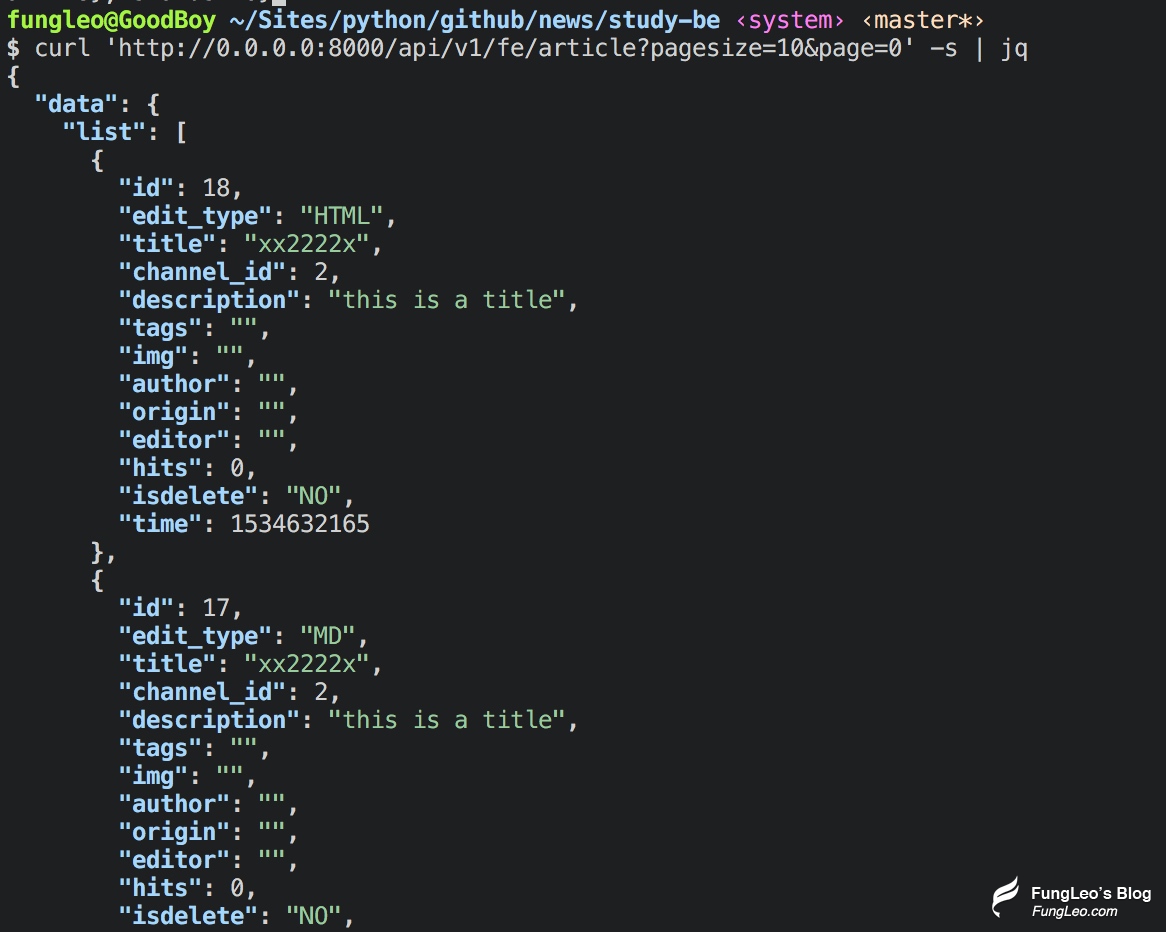 fungleo@GoodBoy ~/Sites/python/github/news/study-be ‹system› ‹master*›
$ curl 'http://0.0.0.0:8000/api/v1/fe/article?pagesize=10&page=0' -s | jq
{
  "data": {
    "list": [
      {
        "id": 18,
        "edit_type": "HTML",
        "title": "xx2222x",
        "channel_id": 2,
        "description": "this is a title",
        "tags": "",
        "img": "",
        "author": "",
        "origin": "",
        "editor": "",
        "hits": 0,
        "isdelete": "NO",
        "time": 1534632165
      },
      {
        "id": 17,
        "edit_type": "MD",
        "title": "xx2222x",
        "channel_id": 2,
        "description": "this is a title",
        "tags": "",
        "img": "",
        "author": "",
        "origin": "",
        "editor": "",
        "hits": 0,
        "isdelete": "NO",
FungLeo's Blog
FungLeo.com